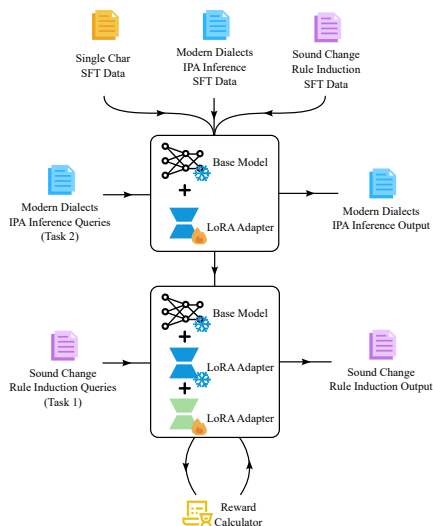 Single Char
SFT Data
Modern Dialects
IPA Inference
SFT Data
Sound Change
Rule Induction
SFT Data
Base Model
+
LoRA Adapter
Modern Dialects
IPA Inference Queries
(Task 2)
Modern Dialects
IPA Inference Output
Base Model
+
LoRA Adapter
+
LoRA Adapter
Sound Change
Rule Induction Queries
(Task 1)
Sound Change
Rule Induction Output
Reward
Calculator